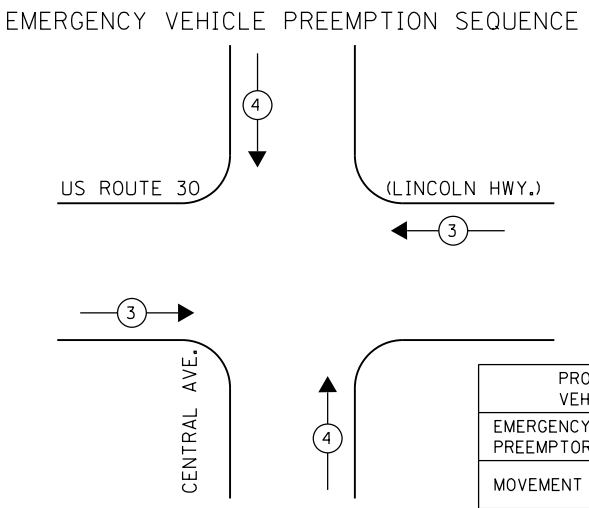 EMERGENCY VEHICLE PREEMPTION SEQUENCE
4
US ROUTE 30
(LINCOLN HWY.)
3
3
CENTRAL AVE.
4
EMERGENCY
PREEMPTOR
MOVEMENT